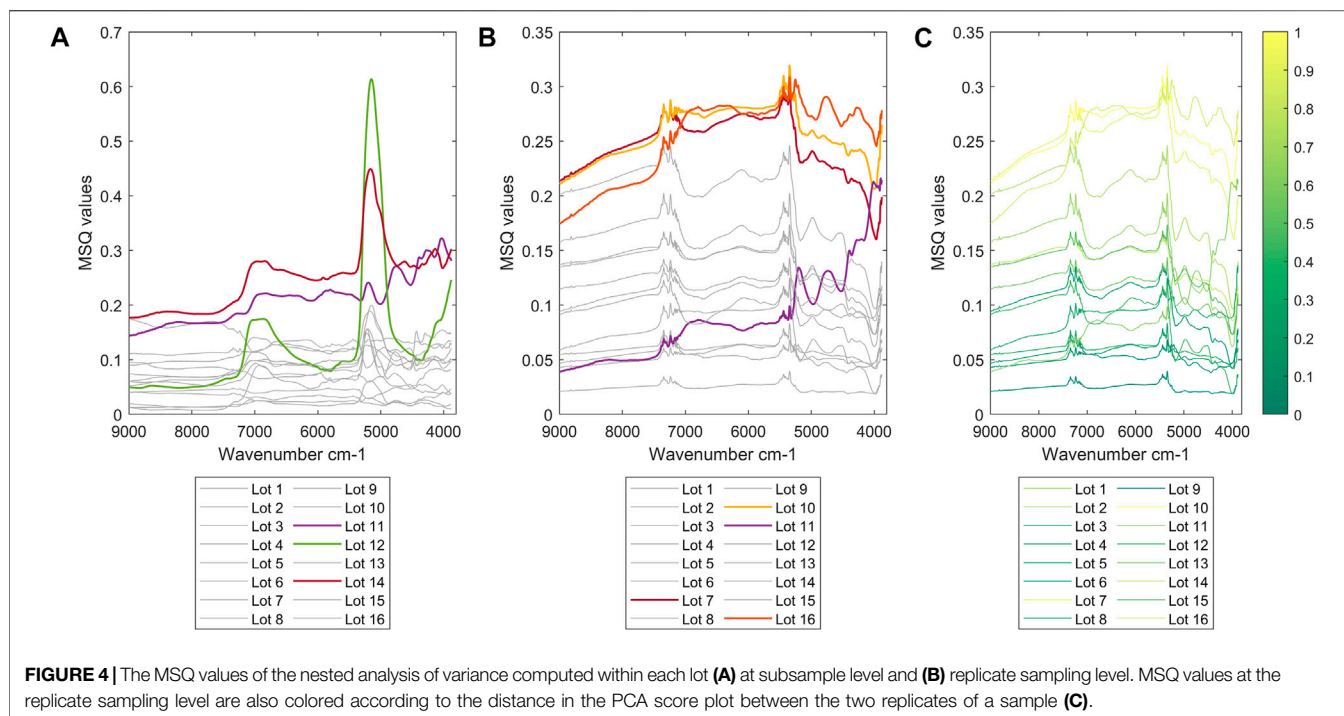 A
0.7
0.6
0.5
0.4
0.3
0.2
0.1
0
MSQ values
9000 8000 7000 6000 5000 4000
Wavenumber cm-1
Lot 1 Lot 9
Lot 2 Lot 10
Lot 3 Lot 11
Lot 4 Lot 12
Lot 5 Lot 13
Lot 6 Lot 14
Lot 7 Lot 15
Lot 8 Lot 16
B
0.35
0.3
0.25
0.2
0.15
0.1
0.05
0
MSQ values
9000 8000 7000 6000 5000 4000
Wavenumber cm-1
Lot 1 Lot 9
Lot 2 Lot 10
Lot 3 Lot 11
Lot 4 Lot 12
Lot 5 Lot 13
Lot 6 Lot 14
Lot 7 Lot 15
Lot 8 Lot 16
C
0.35
0.3
0.25
0.2
0.15
0.1
0.05
0
MSQ values
9000 8000 7000 6000 5000 4000
Wavenumber cm-1
Lot 1 Lot 9
Lot 2 Lot 10
Lot 3 Lot 11
Lot 4 Lot 12
Lot 5 Lot 13
Lot 6 Lot 14
Lot 7 Lot 15
Lot 8 Lot 16
1
0.9
0.8
0.7
0.6
0.5
0.4
0.3
0.2
0.1
0
FIGURE 4 | The MSQ values of the nested analysis of variance computed within each lot (A) at subsample level and (B) replicate sampling level. MSQ values at the
replicate sampling level are also colored according to the distance in the PCA score plot between the two replicates of a sample (C).